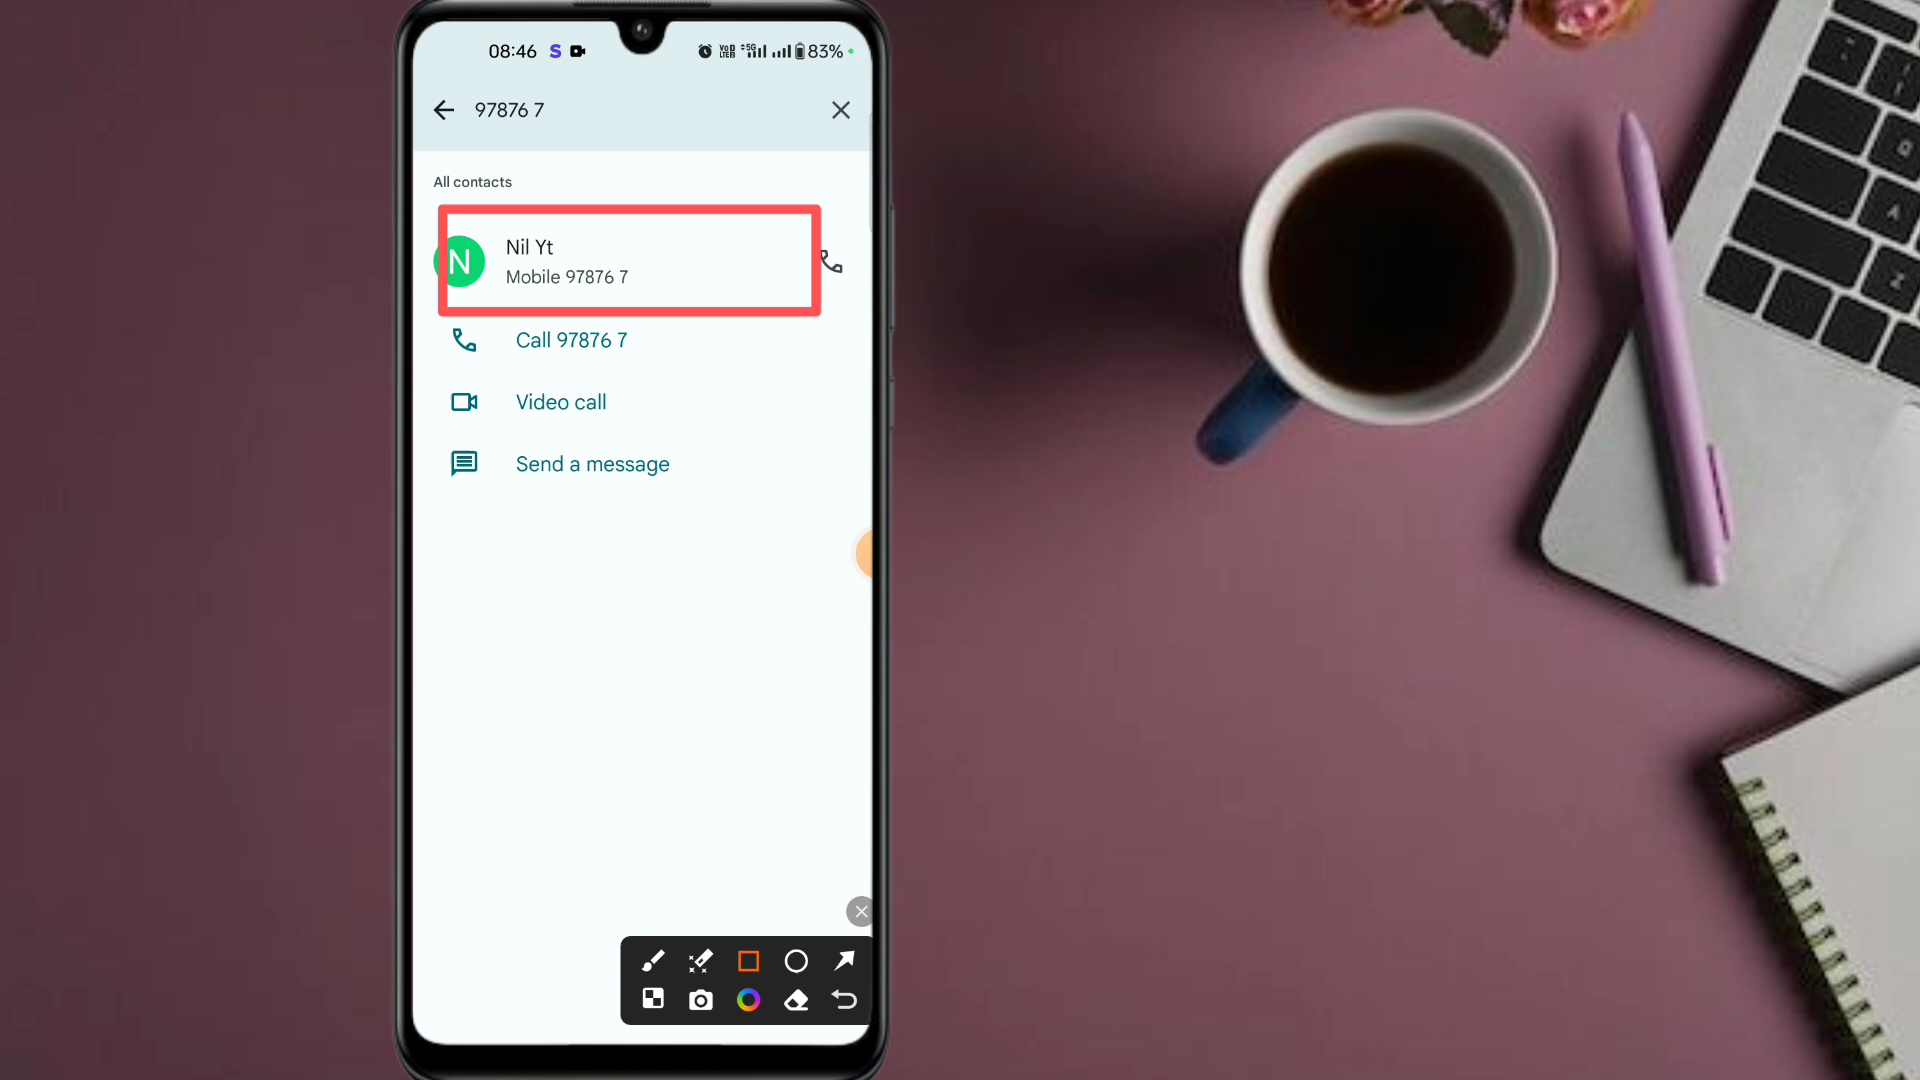 08:46 S 5G 83%
97876 7
All contacts
N
Nil Yt
Mobile 97876 7
Call 97876 7
Video call
Send a message
A
Z